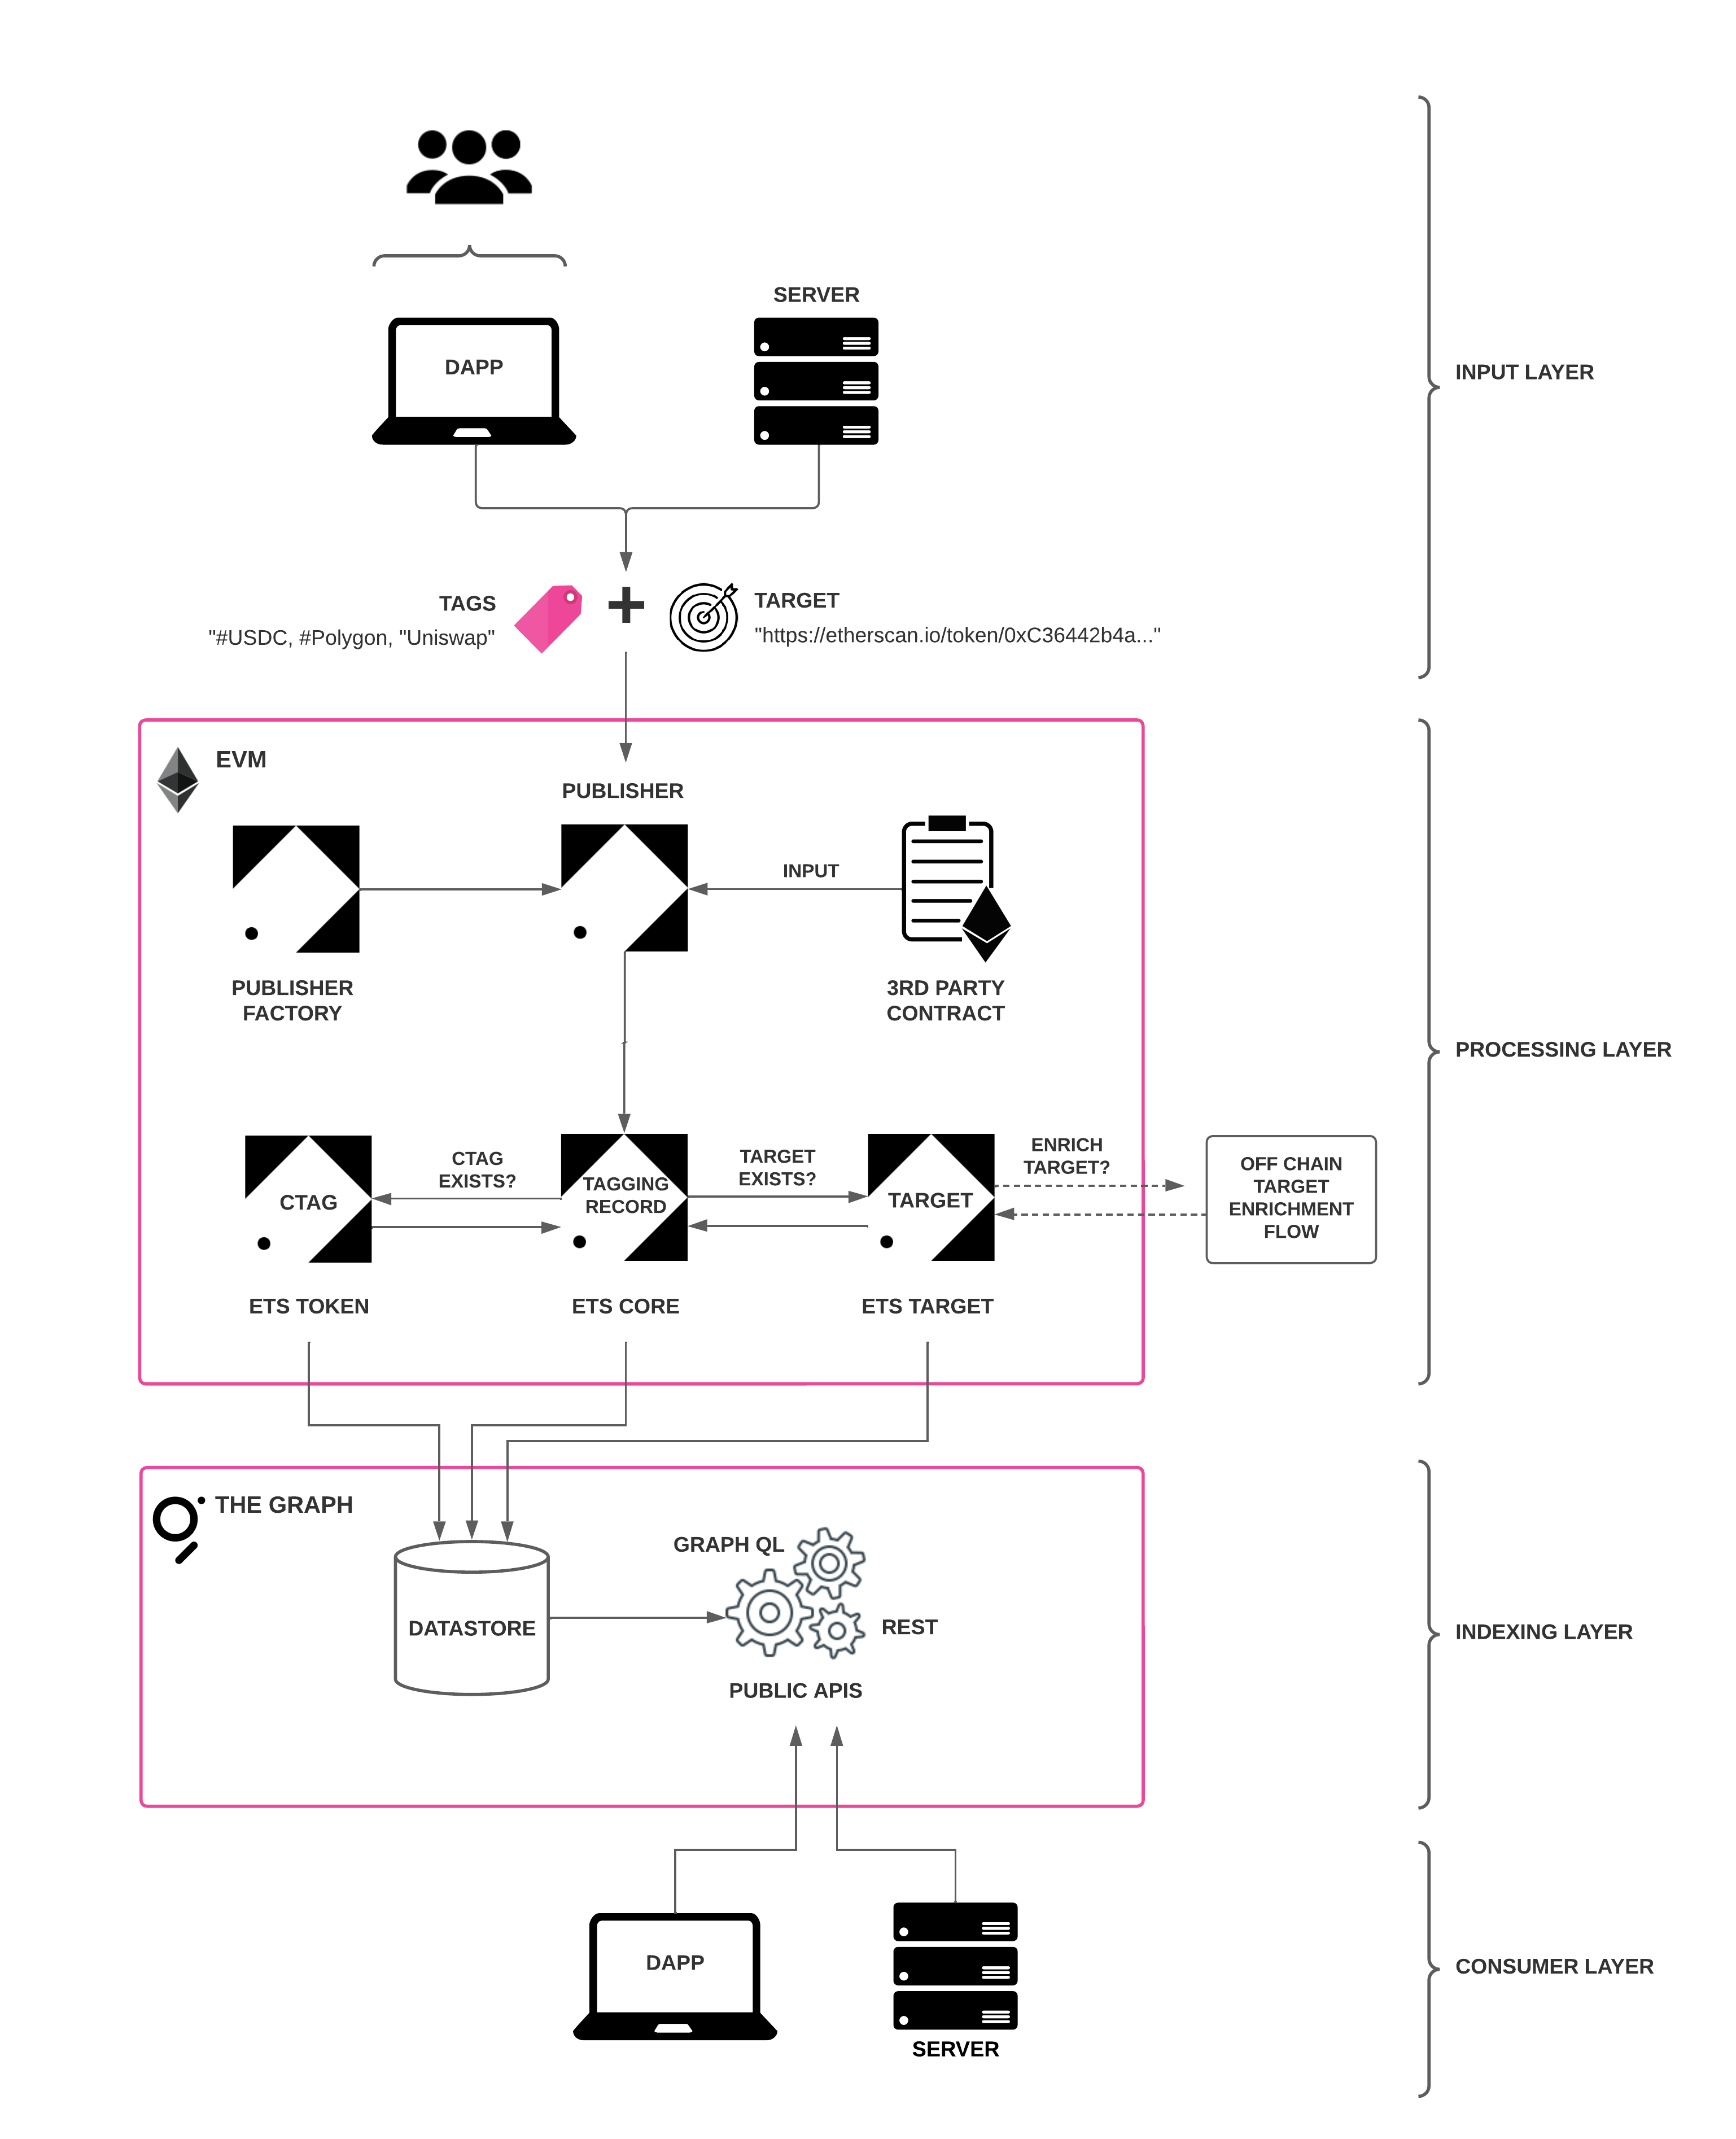 SERVER
DAPP
INPUT LAYER
TAGS
"#USDC, #Polygon, "Uniswap"
TARGET
"https://etherscan.io/token/0xC36442b4a..."
EVM
PUBLISHER
INPUT
PUBLISHER
FACTORY
3RD PARTY
CONTRACT
PROCESSING LAYER
CTAG
EXISTS?
TARGET
EXISTS?
ENRICH
TARGET?
CTAG
TAGGING
RECORD
TARGET
OFF CHAIN
TARGET
ENRICHMENT
FLOW
ETS TOKEN
ETS CORE
ETS TARGET
THE GRAPH
GRAPH QL
DATASTORE
REST
PUBLIC APIS
INDEXING LAYER
DAPP
SERVER
CONSUMER LAYER